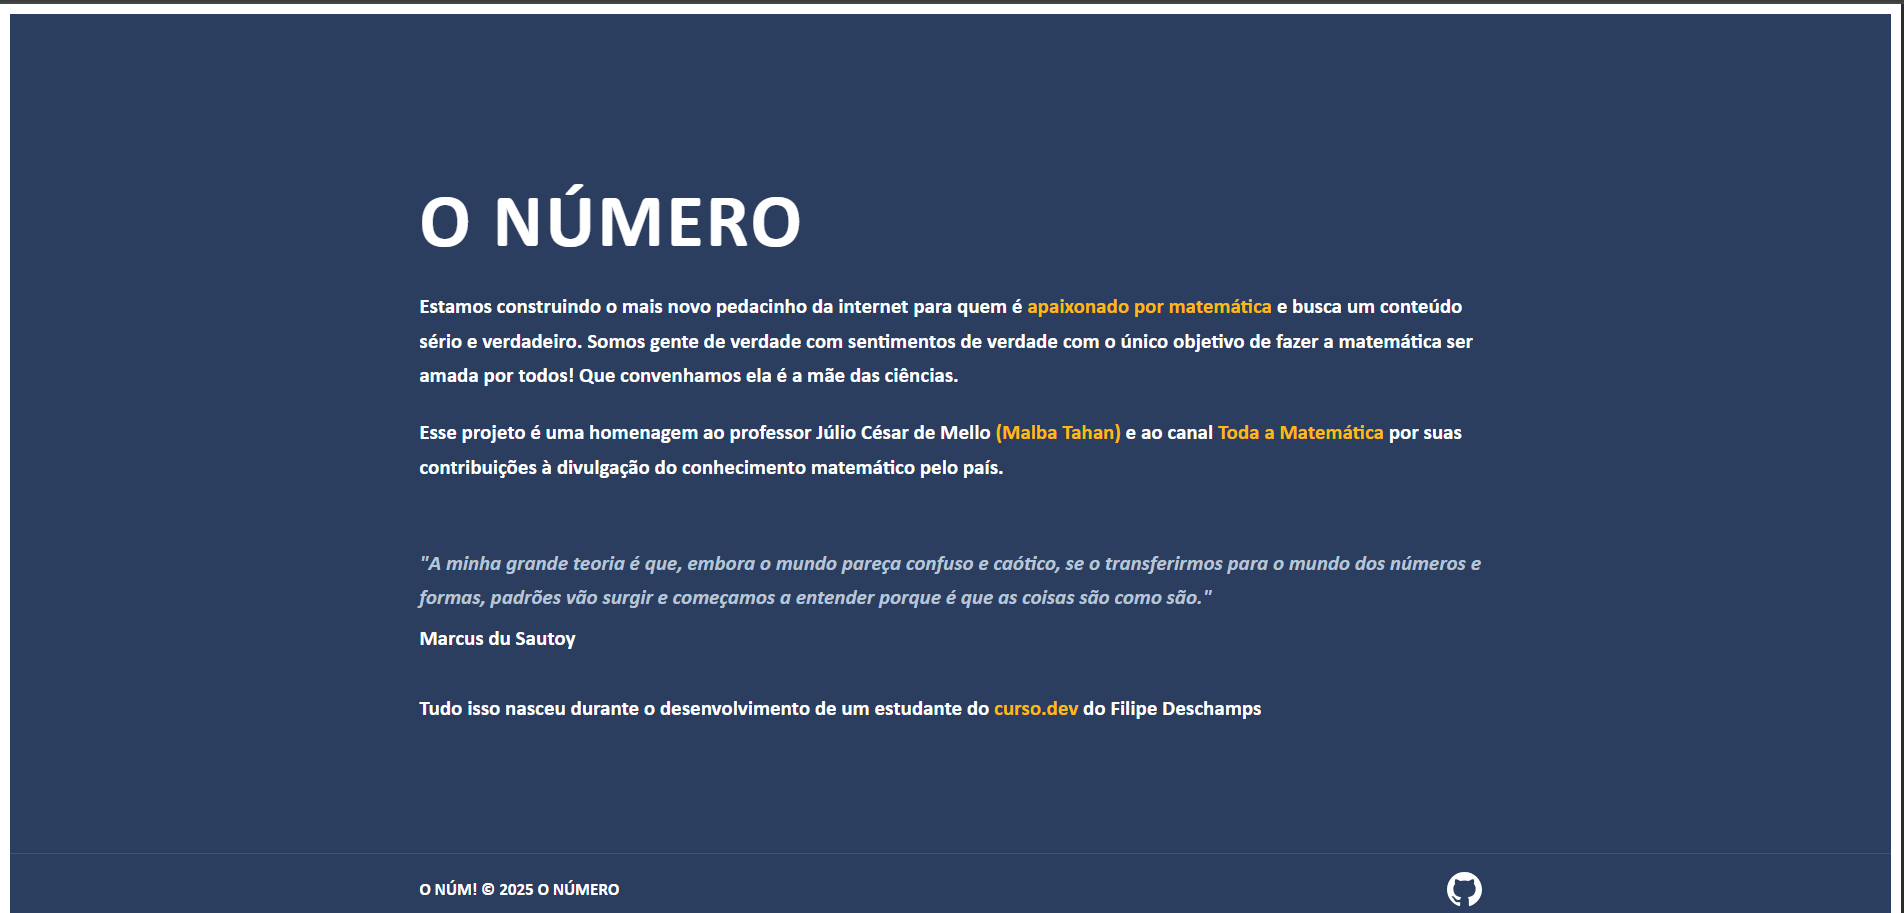 O NÚMERO
Estamos construindo o mais novo pedacinho da internet para quem é apaixonado por matemática e busca um conteúdo
sério e verdadeiro. Somos gente de verdade com sentimentos de verdade com o único objetivo de fazer a matemática ser
amada por todos! Que convenhamos ela é a mãe das ciências.
Esse projeto é uma homenagem ao professor Júlio César de Mello (Malba Tahan) e ao canal Toda a Matemática por suas
contribuições à divulgação do conhecimento matemático pelo país.
"A minha grande teoria é que, embora o mundo pareça confuso e caótico, se o transferirmos para o mundo dos números e
formas, padrões vão surgir e começamos a entender porque é que as coisas são como são."
Marcus du Sautoy
Tudo isso nasceu durante o desenvolvimento de um estudante do curso.dev do Filipe Deschamps
O NÚM! © 2025 O NÚMERO